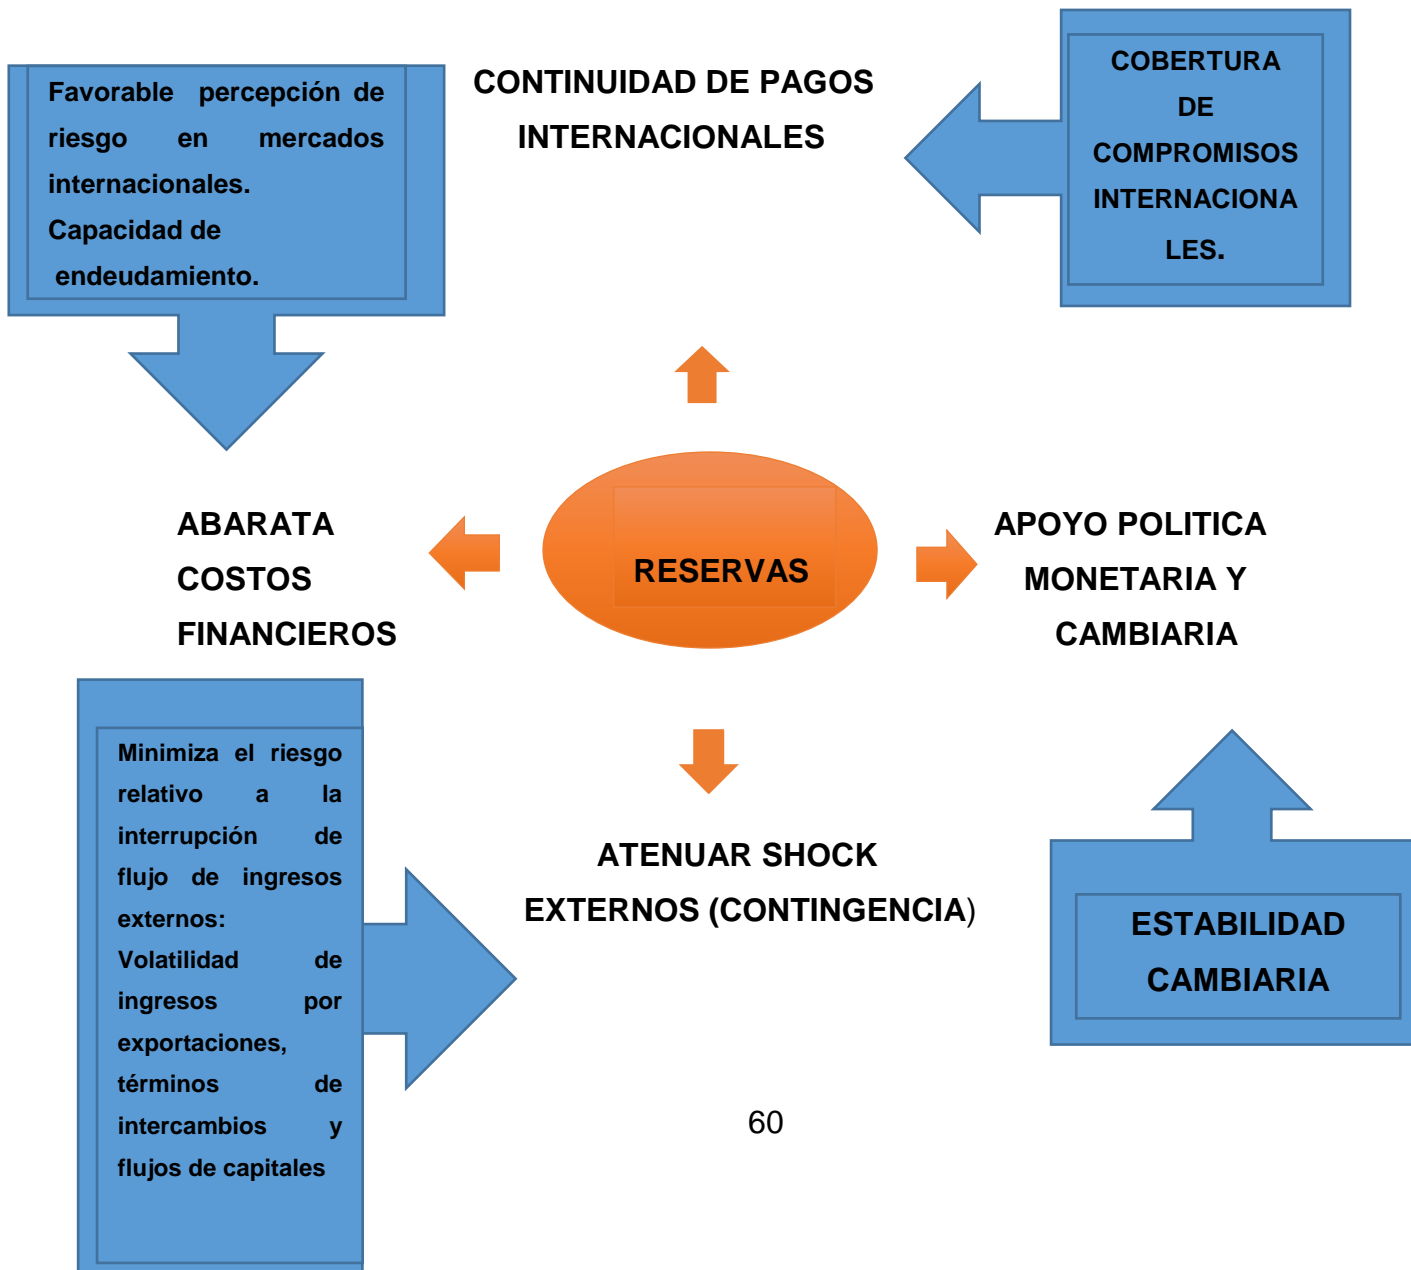 Favorable percepción de
riesgo en mercados
internacionales.
Capacidad de
endeudamiento.
CONTINUIDAD DE PAGOS
INTERNACIONALES
COBERTURA
DE
COMPROMISOS
INTERNACIONA
LES.
ABARATA
COSTOS
FINANCIEROS
RESERVAS
APOYO POLITICA
MONETARIA Y
CAMBIARIA
Minimiza el riesgo
relativo a la
interrupción de
flujo de ingresos
externos:
Volatilidad de
ingresos por
exportaciones,
términos de
intercambios y
flujos de capitales
ATENUAR SHOCK
EXTERNOS (CONTINGENCIA)
ESTABILIDAD
CAMBIARIA
60